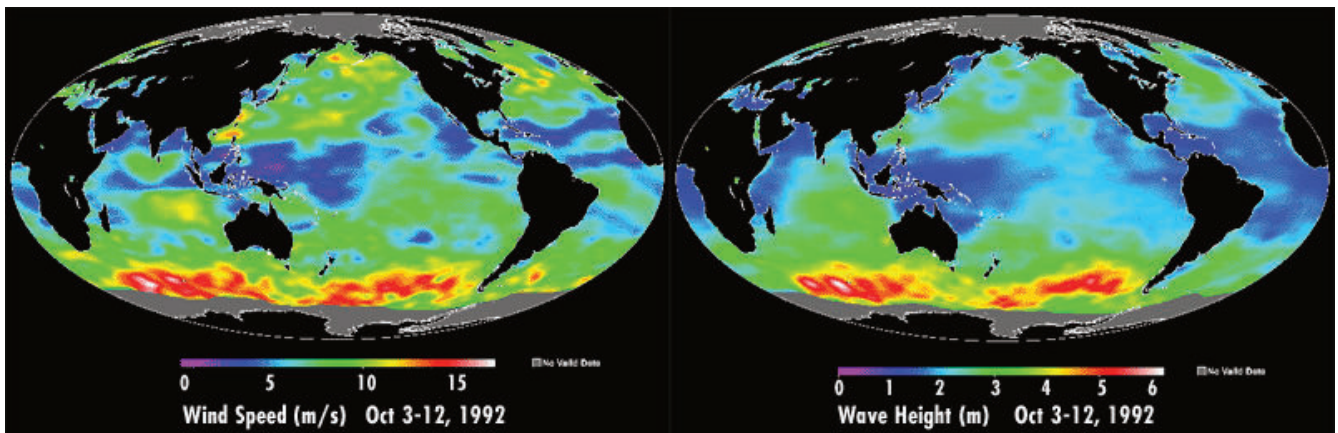 No Valid Data
0 5 10 15
Wind Speed (m/s) Oct 3-12, 1992
No Valid Data
0 1 2 3 4 5 6
Wave Height (m) Oct 3-12, 1992